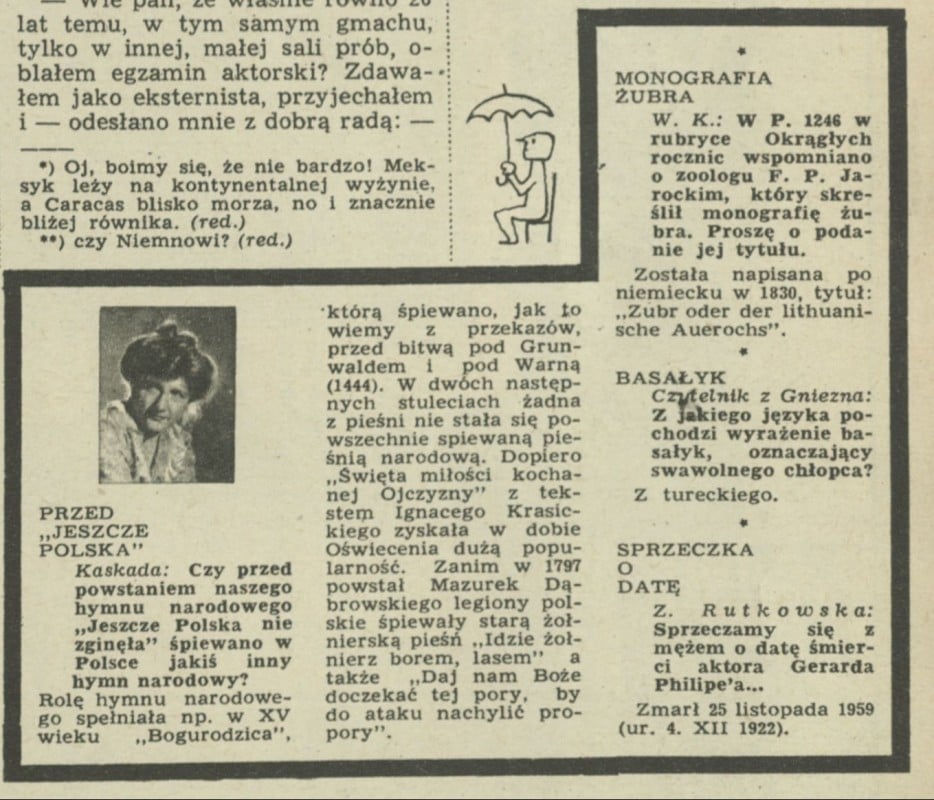 — Wie pan, że właśnie równo 20
lat temu, w tym samym gmachu,
tylko w innej, małej sali prób, o-
blałem egzamin aktorski? Zdawa-
łem jako eksternista, przyjechałem
i — odesłano mnie z dobrą radą: —
*) Oj, boimy się, że nie bardzo! Mek-
syk leży na kontynentalnej wyżynie,
a Caracas blisko morza, no i znacznie
bliżej równika. (red.)
**) czy Niemnowi? (red.)
PRZED
„JESZCZE
POLSKA”
Kaskada: Czy przed
powstaniem naszego
hymnu narodowego
„Jeszcze Polska nie
zginęła” śpiewano w
Polsce jakiś inny
hymn narodowy?
Rolę hymnu narodowe-
go spełniała np. w XV
wieku „Bogurodzica”,
którą śpiewano, jak to
wiemy z przekazów,
przed bitwą pod Grun-
waldem i pod Warną
(1444). W dwóch następ-
nych stuleciach żadna
z pieśni nie stała się po-
wszechnie spiewaną pie-
śnią narodową. Dopiero
„Święta miłości kocha-
nej Ojczyzny” z tek-
stem Ignacego Krasic-
kiego zyskała w dobie
Oświecenia dużą popu-
larność. Zanim w 1797
powstał Mazurek Dą-
browskiego legiony pol-
skie śpiewały starą żoł-
nierską pieśń „Idzie żoł-
nierz borem, lasem” a
także „Daj nam Boże
doczekać tej pory, by
do ataku nachylić pro-
pory”.
*
MONOGRAFIA
ŻUBRA
W. K.: W P. 1246 w
rubryce Okrągłych
rocznic wspomniano
o zoologu F. P. Ja-
rockim, który skre-
ślił monografię żu-
bra. Proszę o poda-
nie jej tytułu.
Została napisana po
niemiecku w 1830, tytuł:
„Zubr oder der lithuani-
sche Auerochs”.
*
BASAŁYK
Czytelnik z Gniezna:
Z jakiego języka po-
chodzi wyrażenie ba-
sałyk, oznaczający
swawolnego chłopca?
Z tureckiego.
*
SPRZECZKA
O
DATĘ
Z. Rutkowska:
Sprzeczamy się z
mężem o datę śmier-
ci aktora Gerarda
Philipe'a...
Zmarł 25 listopada 1959
(ur. 4. XII 1922).